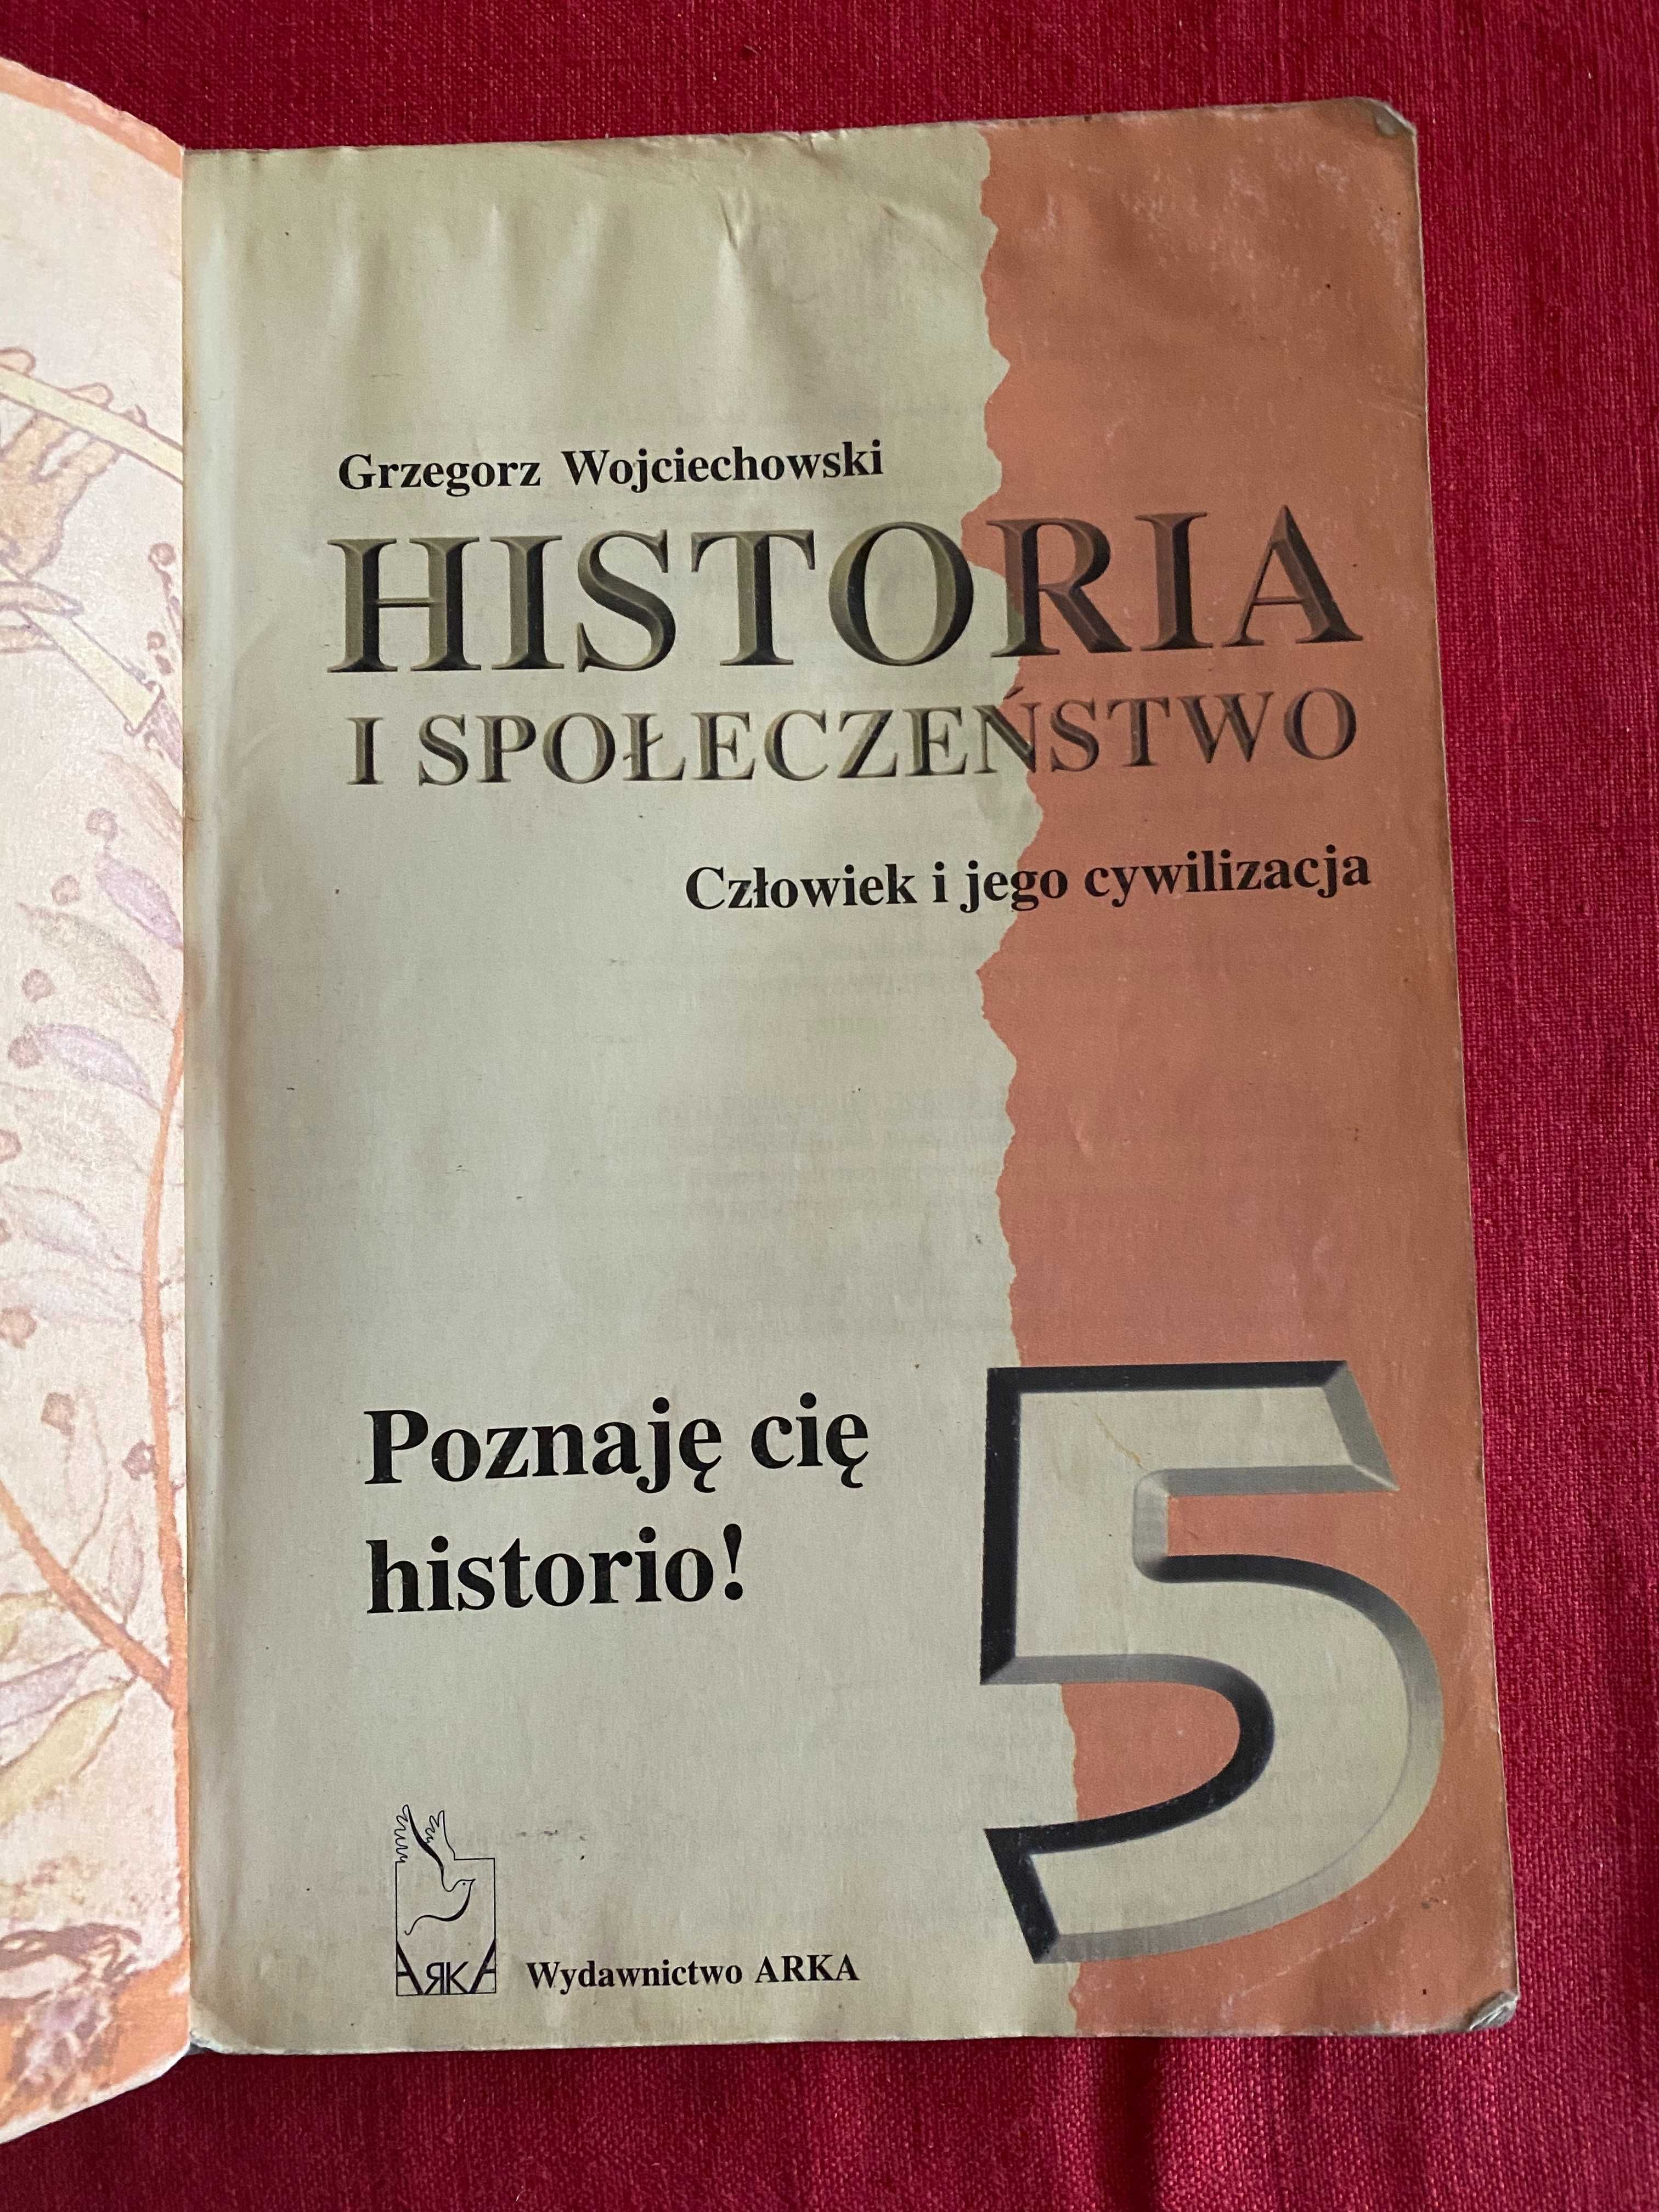 Grzegorz Wojciechowski
HISTORIA
I SPOŁECZEŃSTWO
Człowiek i jego cywilizacja
Poznaję cię
historio!
5
ARKA
Wydawnictwo ARKA